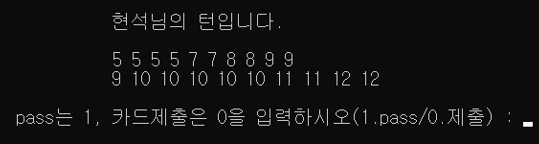 현석님의 턴입니다.
5 5 5 5 7 7 8 8 9 9
9 10 10 10 10 10 11 11 12 12
pass는 1, 카드제출은 0을 입력하시오(1.pass/0.제출) :